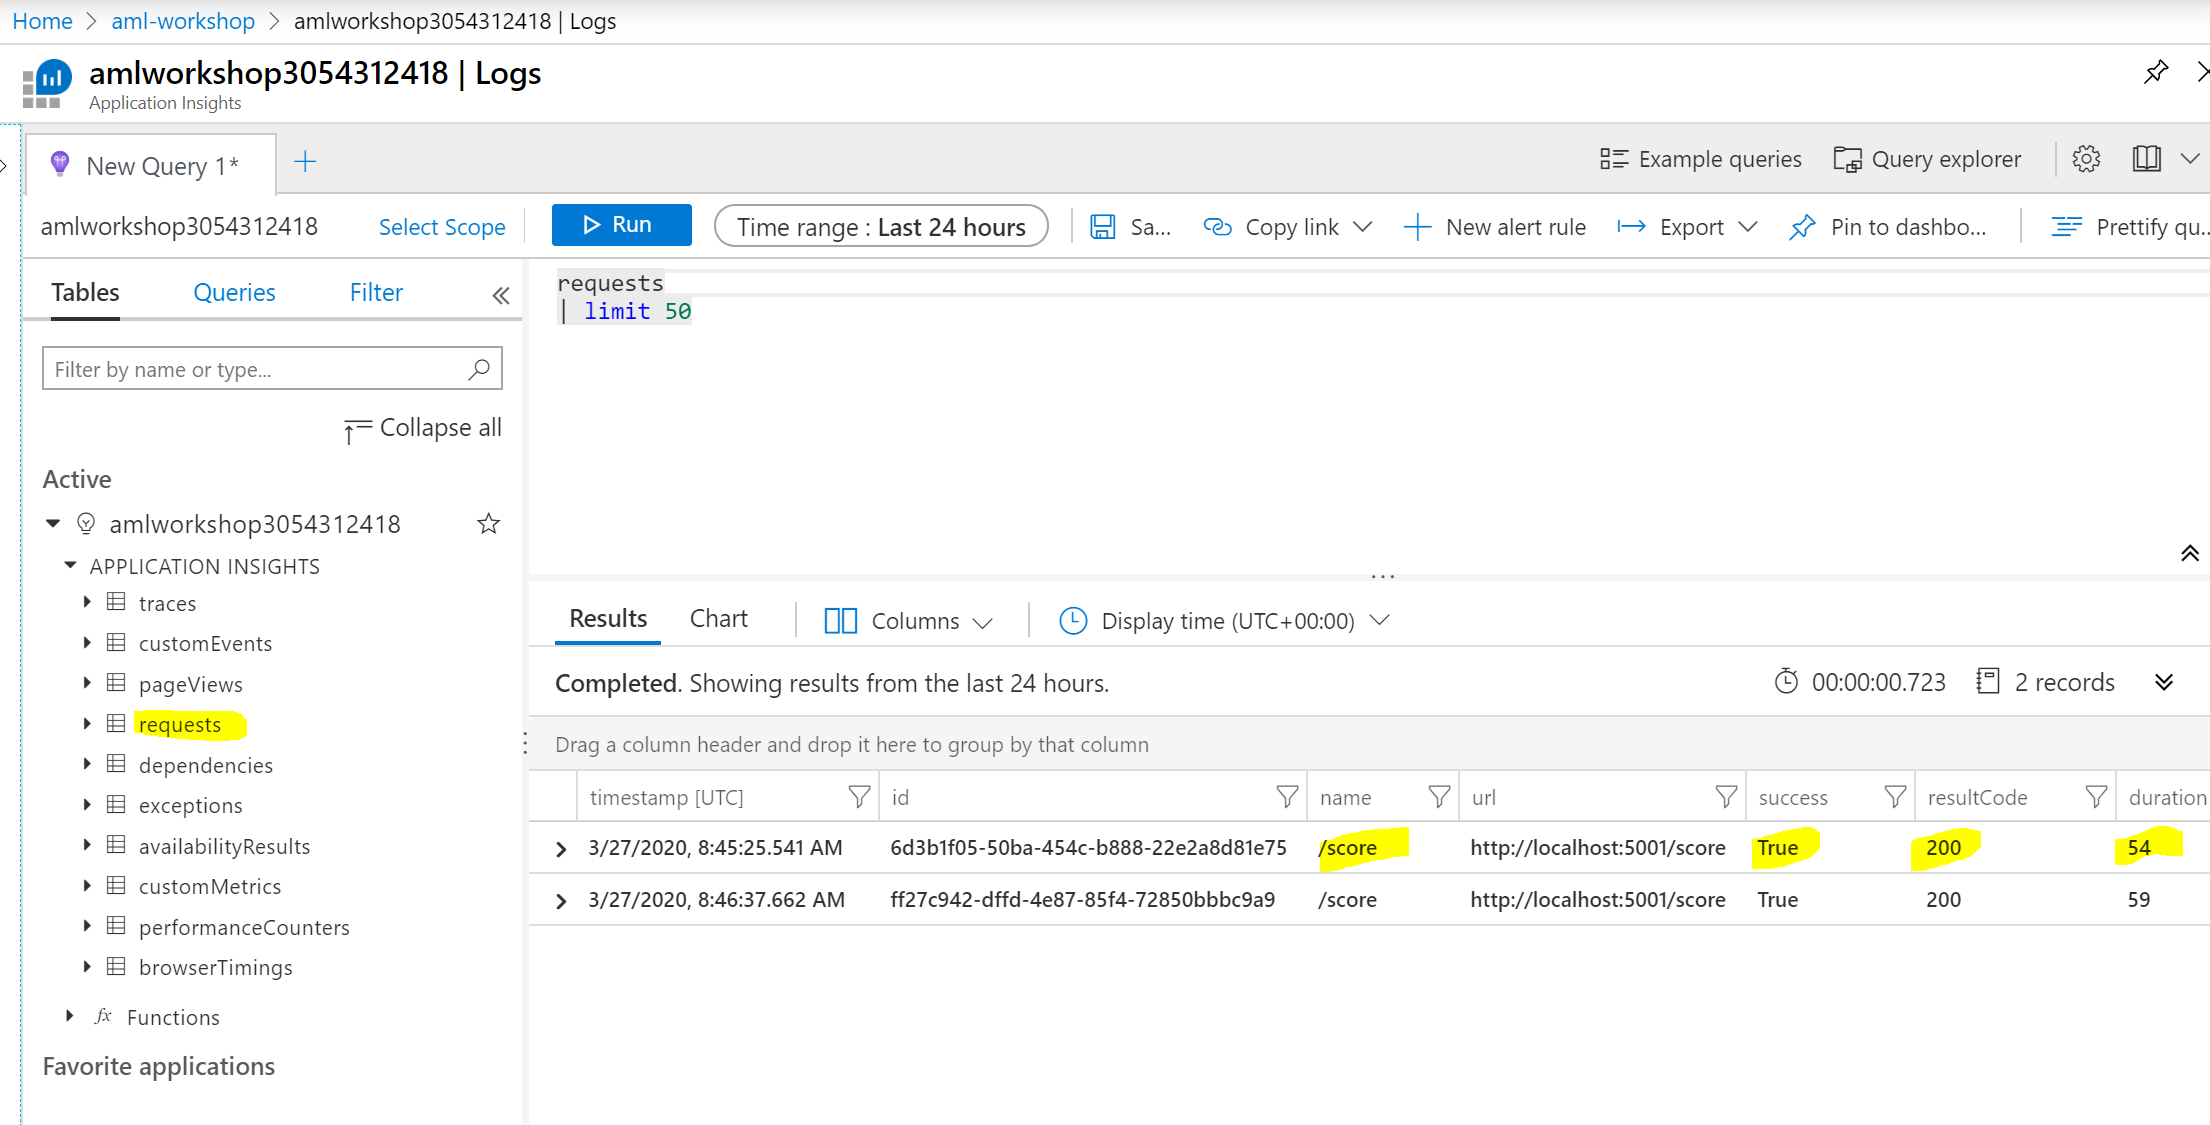 Home > aml-workshop > amlworkshop3054312418 | Logs
amlworkshop3054312418 | Logs
Application Insights
New Query 1*
Example queries
Query explorer
amlworkshop3054312418
Select Scope
Run
Time range : Last 24 hours
Sa...
Copy link
New alert rule
Export
Pin to dashbo...
Prettify qu...
Tables Queries Filter
Filter by name or type...
Collapse all
Active
amlworkshop3054312418
APPLICATION INSIGHTS
traces
customEvents
pageViews
requests
dependencies
exceptions
availabilityResults
customMetrics
performanceCounters
browserTimings
fx Functions
Favorite applications
requests
| limit 50
Results Chart Columns Display time (UTC+00:00)
Completed. Showing results from the last 24 hours. 00:00:00.723 2 records
Drag a column header and drop it here to group by that column
timestamp [UTC] id name url success resultCode duration
3/27/2020, 8:45:25.541 AM 6d3b1f05-50ba-454c-b888-22e2a8d81e75 /score http://localhost:5001/score True 200 54
3/27/2020, 8:46:37.662 AM ff27c942-dffd-4e87-85f4-72850bbbc9a9 /score http://localhost:5001/score True 200 59